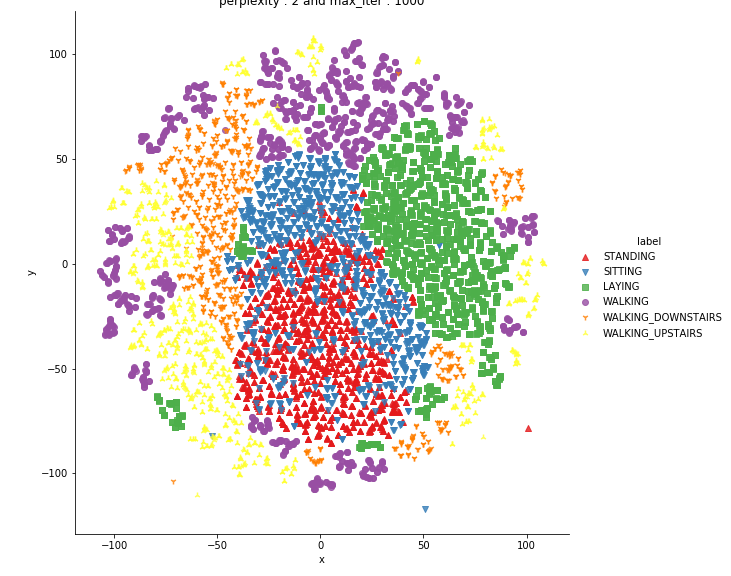 perplexity : 2 and max_iter : 1000
100
50
0
−50
−100
y
−100
−50
0
50
100
x
label
STANDING
SITTING
LAYING
WALKING
WALKING_DOWNSTAIRS
WALKING_UPSTAIRS